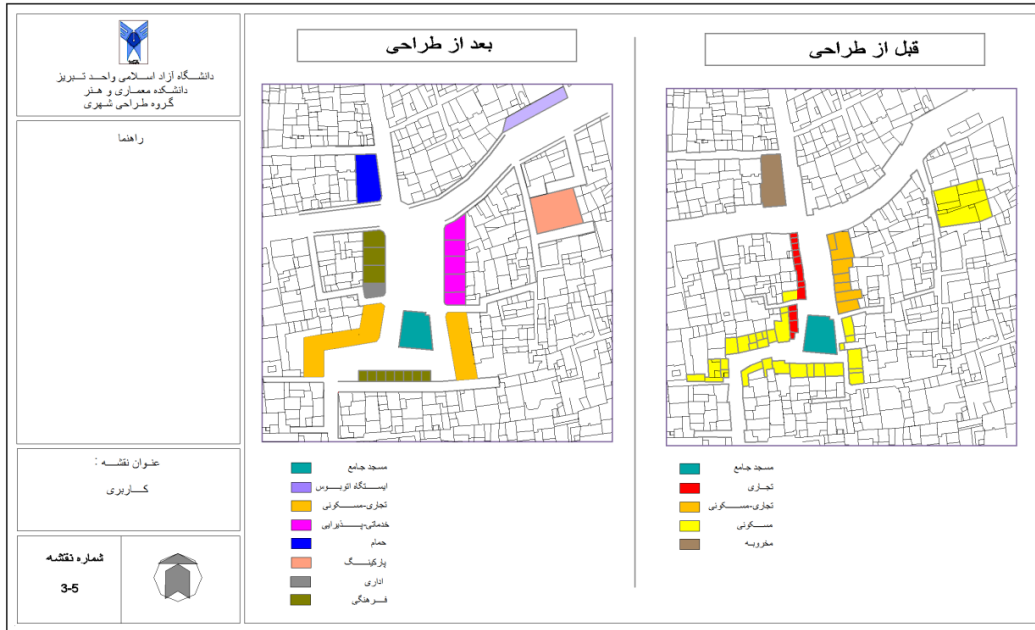 دانشگاه آزاد اسلامی واحد تبریز
دانشکده معماری و هنر
گروه طراحی شهری
راهنما
عنوان نقشه :
کاربری
شماره نقشه
3-5
قبل از طراحی
مسجد جامع
تجاری
تجاری-مسکونی
مسکونی
مخروبه
بعد از طراحی
مسجد جامع
ایستگاه اتوبوس
تجاری-مسکونی
خدماتی-پذیرایی
حمام
پارکینگ
اداری
فرهنگی